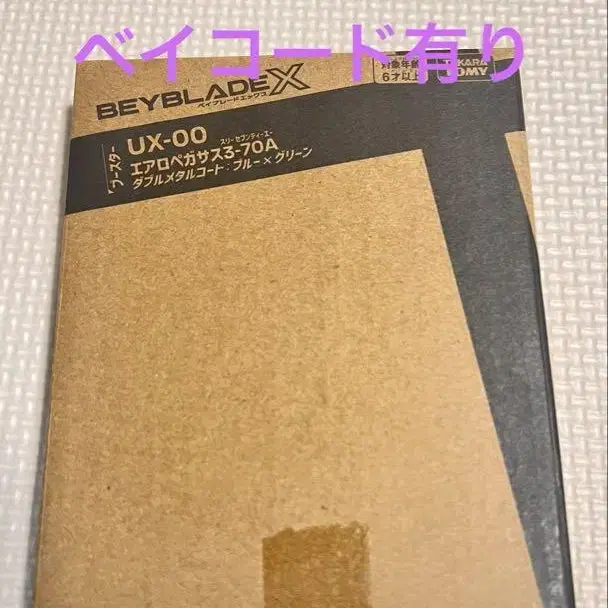 ベイコード有り
対象年齢
6才以上
BEYBLADE X
ベイブレードエックス
ブースター
UX-00
スリーセブンティーエー
エアロペガサス3-70A
ダブルメタルコート:ブルー×グリーン